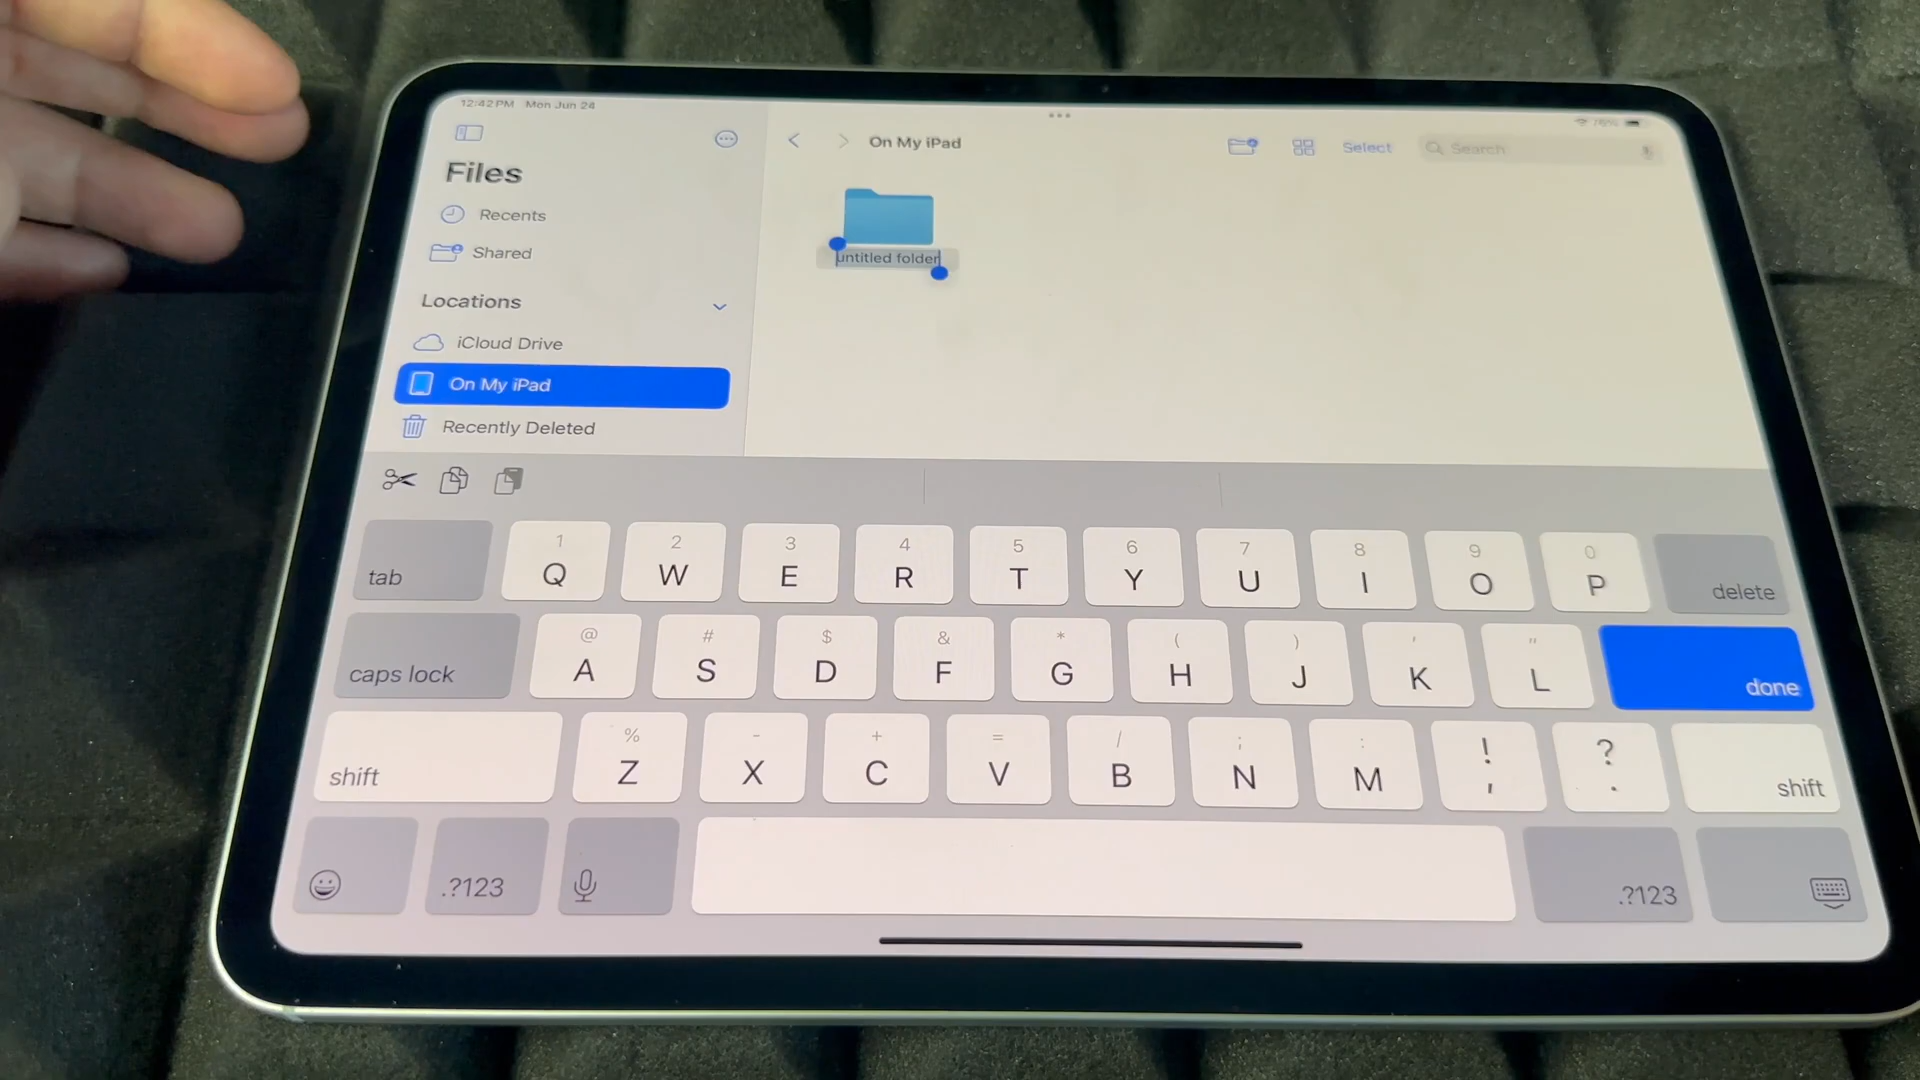 12:42 PM Mon Jun 24
76%
Files
On My iPad
Select
Search
Recents
Shared
Locations
iCloud Drive
On My iPad
Recently Deleted
untitled folder
1 2 3 4 5 6 7 8 9 0
tab Q W E R T Y U I O P delete
@ # $ & * ( ) ' "
caps lock A S D F G H J K L done
% - + = / ; : ! ?
shift Z X C V B N M , . shift
.?123 .?123